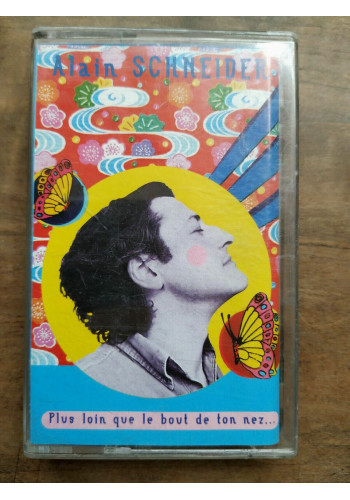 Alain SCHNEIDER
Plus loin que le bout de ton nez...